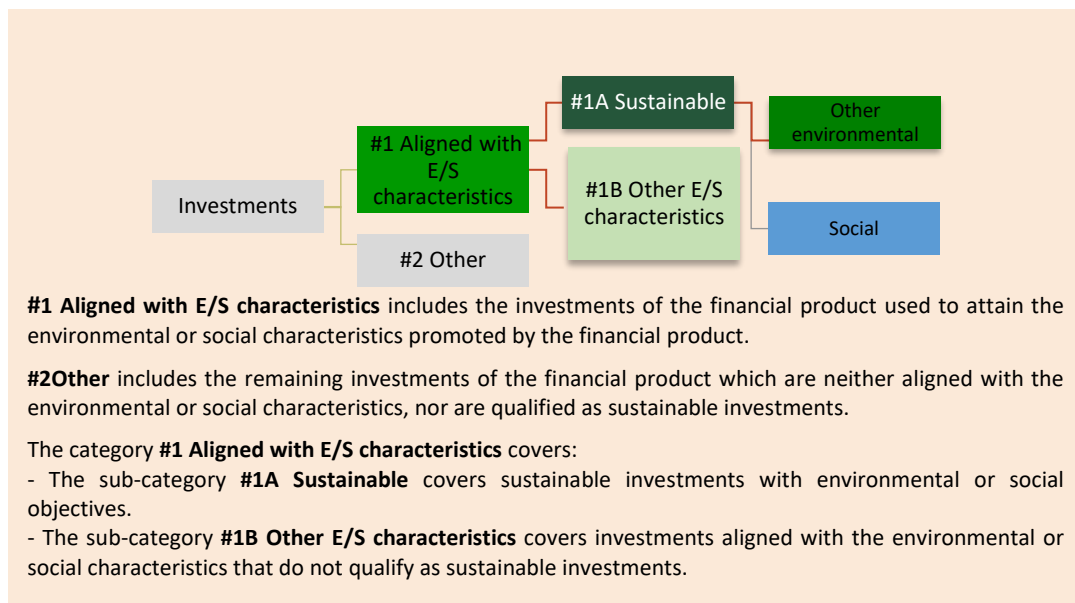 #1A Sustainable
Other
environmental
#1 Aligned with
E/S
characteristics
#1B Other E/S
characteristics
Investments
Social
#2 Other
#1 Aligned with E/S characteristics includes the investments of the financial product used to attain the
environmental or social characteristics promoted by the financial product.
#2Other includes the remaining investments of the financial product which are neither aligned with the
environmental or social characteristics, nor are qualified as sustainable investments.
The category #1 Aligned with E/S characteristics covers:
- The sub-category #1A Sustainable covers sustainable investments with environmental or social
objectives.
- The sub-category #1B Other E/S characteristics covers investments aligned with the environmental or
social characteristics that do not qualify as sustainable investments.